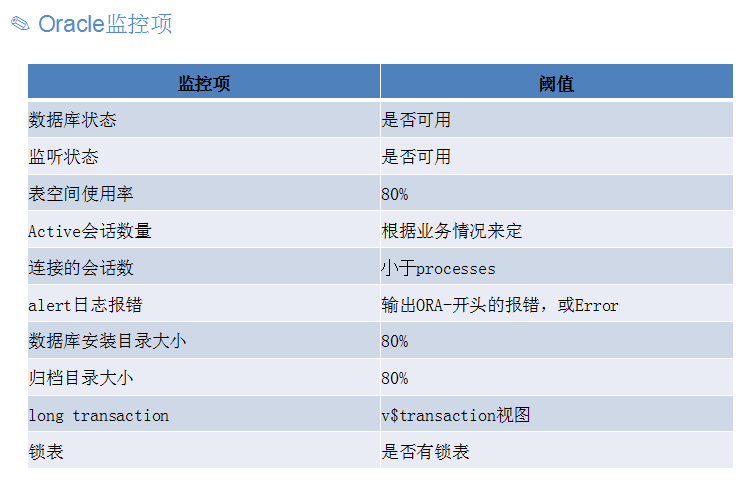 Oracle监控项
监控项 阈值
数据库状态 是否可用
监听状态 是否可用
表空间使用率 80%
Active会话数量 根据业务情况来定
连接的会话数 小于processes
alert日志报错 输出ORA-开头的报错，或Error
数据库安装目录大小 80%
归档目录大小 80%
long transaction v$transaction视图
锁表 是否有锁表